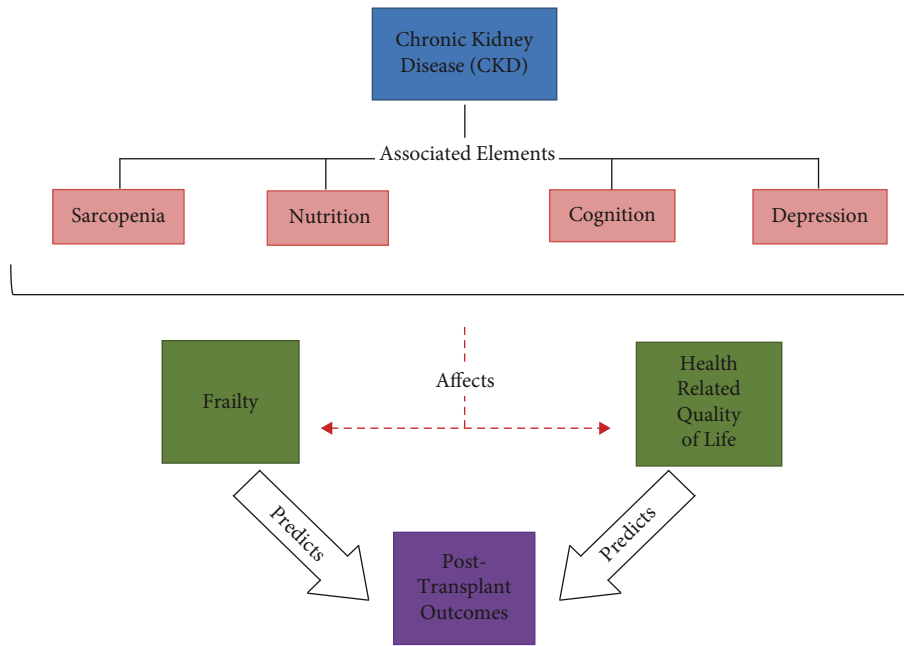 Chronic Kidney
Disease (CKD)
Associated Elements
Sarcopenia
Nutrition
Cognition
Depression
Frailty
Affects
Health
Related
Quality
of Life
Predicts
Predicts
Post-
Transplant
Outcomes